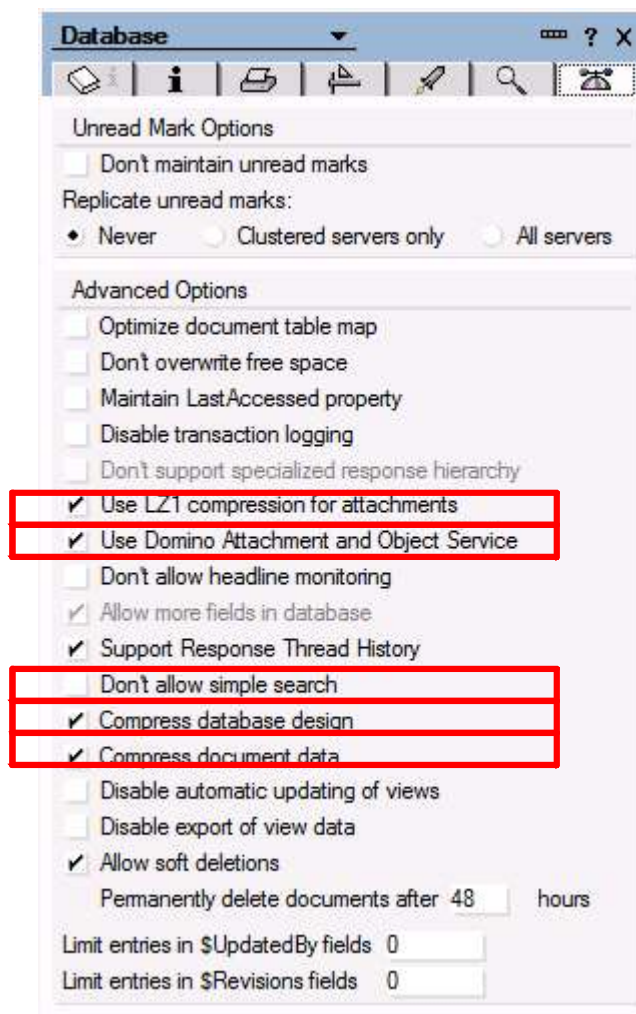 Database ? X
i i
Unread Mark Options
Don't maintain unread marks
Replicate unread marks:
Never Clustered servers only All servers
Advanced Options
Optimize document table map
Don't overwrite free space
Maintain LastAccessed property
Disable transaction logging
Don't support specialized response hierarchy
Use LZ1 compression for attachments
Use Domino Attachment and Object Service
Don't allow headline monitoring
Allow more fields in database
Support Response Thread History
Don't allow simple search
Compress database design
Compress document data
Disable automatic updating of views
Disable export of view data
Allow soft deletions
Permanently delete documents after 48 hours
Limit entries in $UpdatedBy fields 0
Limit entries in $Revisions fields 0